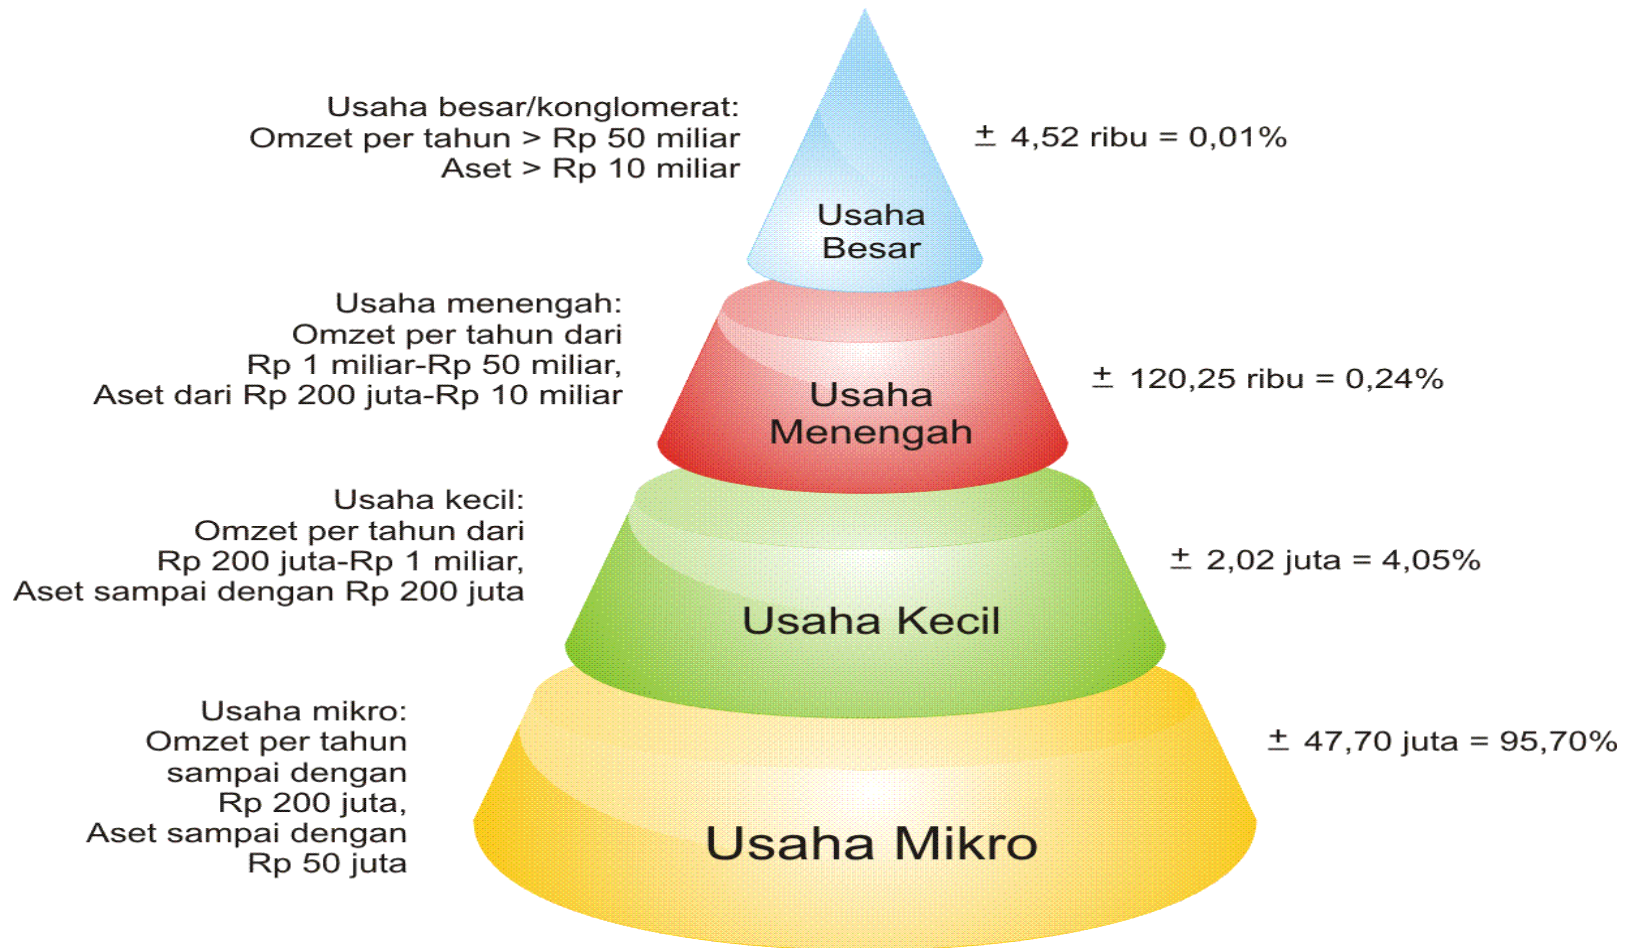 Usaha besar/konglomerat:
Omzet per tahun > Rp 50 miliar
Aset > Rp 10 miliar
Usaha
Besar
± 4,52 ribu = 0,01%
Usaha menengah:
Omzet per tahun dari
Rp 1 miliar-Rp 50 miliar,
Aset dari Rp 200 juta-Rp 10 miliar
Usaha
Menengah
± 120,25 ribu = 0,24%
Usaha kecil:
Omzet per tahun dari
Rp 200 juta-Rp 1 miliar,
Aset sampai dengan Rp 200 juta
Usaha Kecil
± 2,02 juta = 4,05%
Usaha mikro:
Omzet per tahun
sampai dengan
Rp 200 juta,
Aset sampai dengan
Rp 50 juta
Usaha Mikro
± 47,70 juta = 95,70%